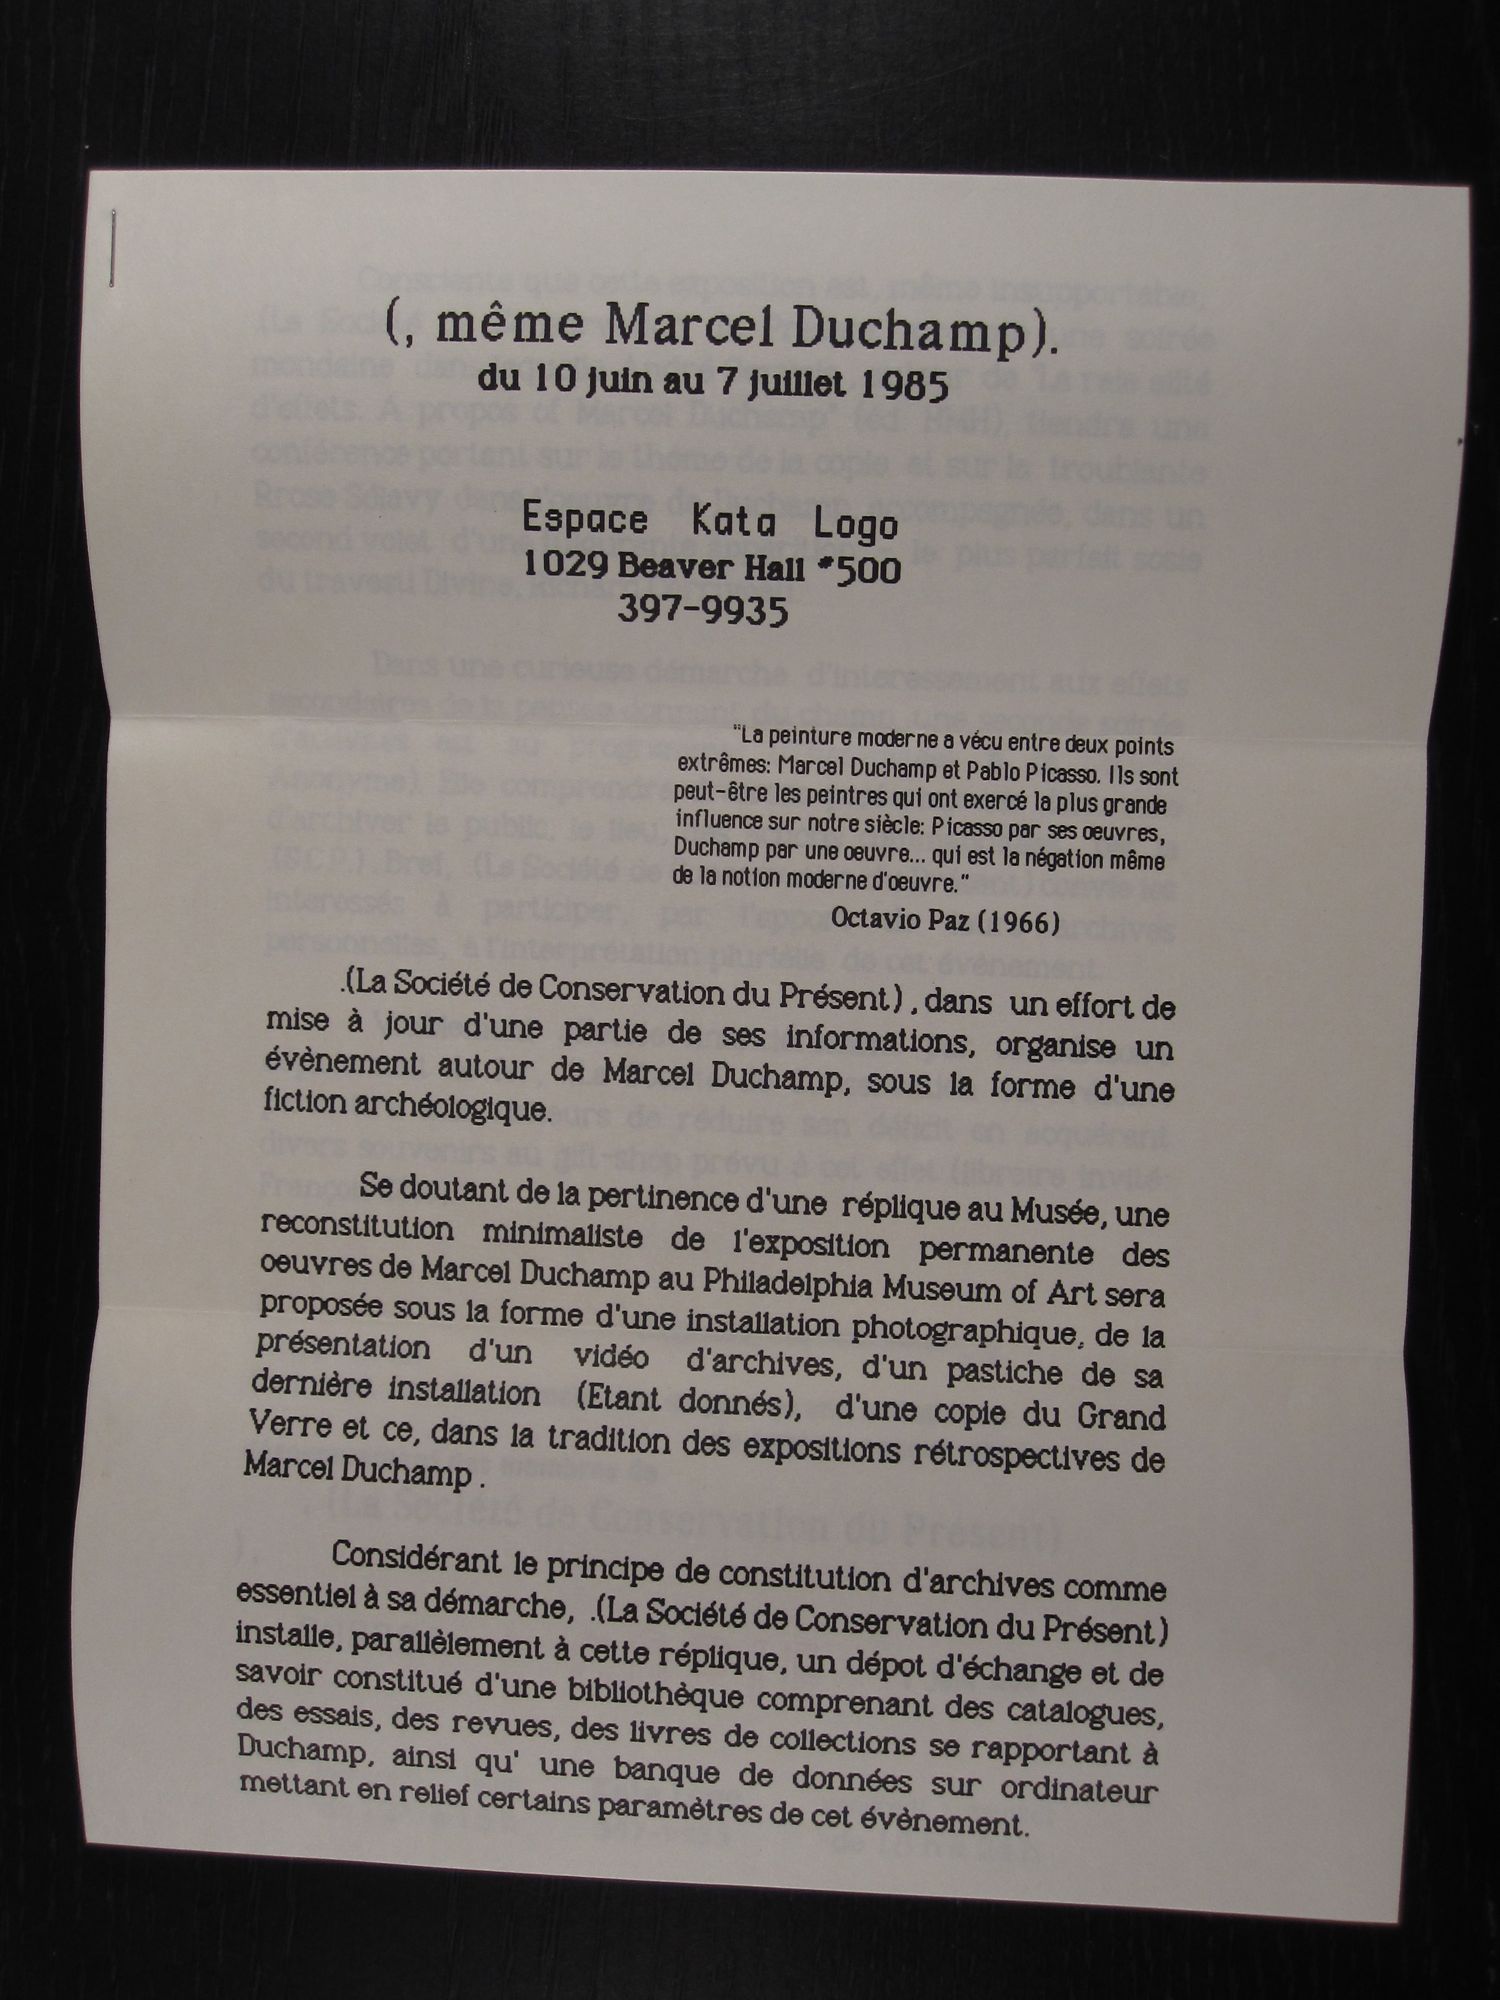 (, même Marcel Duchamp).
du 10 juin au 7 juillet 1985
Espace Kata Logo
1029 Beaver Hall #500
397-9935
"La peinture moderne a vécu entre deux points
extrêmes: Marcel Duchamp et Pablo Picasso. Ils sont
peut-être les peintres qui ont exercé la plus grande
influence sur notre siècle: Picasso par ses oeuvres,
Duchamp par une oeuvre... qui est la négation même
de la notion moderne d'oeuvre."
Octavio Paz (1966)
.(La Société de Conservation du Présent), dans un effort de
mise à jour d'une partie de ses informations, organise un
évènement autour de Marcel Duchamp, sous la forme d'une
fiction archéologique.
Se doutant de la pertinence d'une réplique au Musée, une
reconstitution minimaliste de l'exposition permanente des
oeuvres de Marcel Duchamp au Philadelphia Museum of Art sera
proposée sous la forme d'une installation photographique, de la
présentation d'un vidéo d'archives, d'un pastiche de sa
dernière installation (Etant donnés), d'une copie du Grand
Verre et ce, dans la tradition des expositions rétrospectives de
Marcel Duchamp .
Considérant le principe de constitution d'archives comme
essentiel à sa démarche, .(La Société de Conservation du Présent)
installe, parallèlement à cette réplique, un dépot d'échange et de
savoir constitué d'une bibliothèque comprenant des catalogues,
des essais, des revues, des livres de collections se rapportant à
Duchamp, ainsi qu' une banque de données sur ordinateur
mettant en relief certains paramètres de cet évènement.